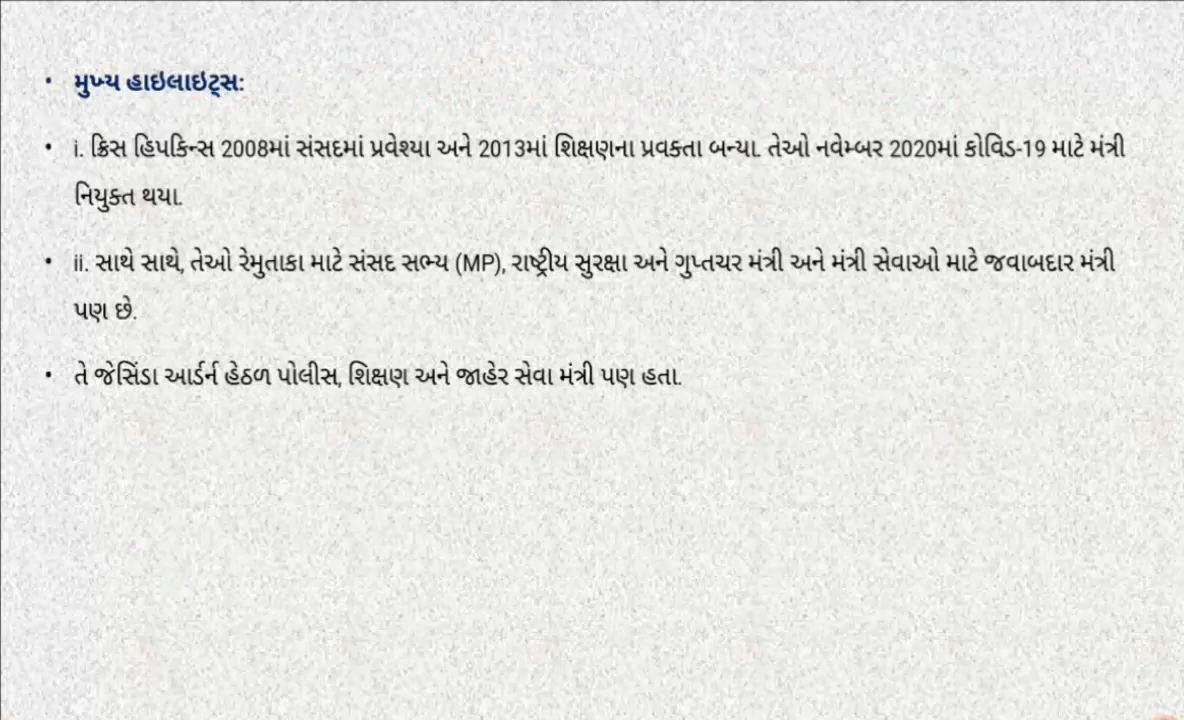 • મુખ્ય હાઇલાઇટ્સ:
• i. ક્રિસ હિપકિન્સ 2008માં સંસદમાં પ્રવેશ્યા અને 2013માં શિક્ષણના પ્રવક્તા બન્યા. તેઓ નવેમ્બર 2020માં કોવિડ-19 માટે મંત્રી
નિયુક્ત થયા.
• ii. સાથે સાથે, તેઓ રેમુતાકા માટે સંસદ સભ્ય (MP), રાષ્ટ્રીય સુરક્ષા અને ગુપ્તચર મંત્રી અને મંત્રી સેવાઓ માટે જવાબદાર મંત્રી
પણ છે.
• તે જેસિંડા આર્ડર્ન હેઠળ પોલીસ, શિક્ષણ અને જાહેર સેવા મંત્રી પણ હતા.